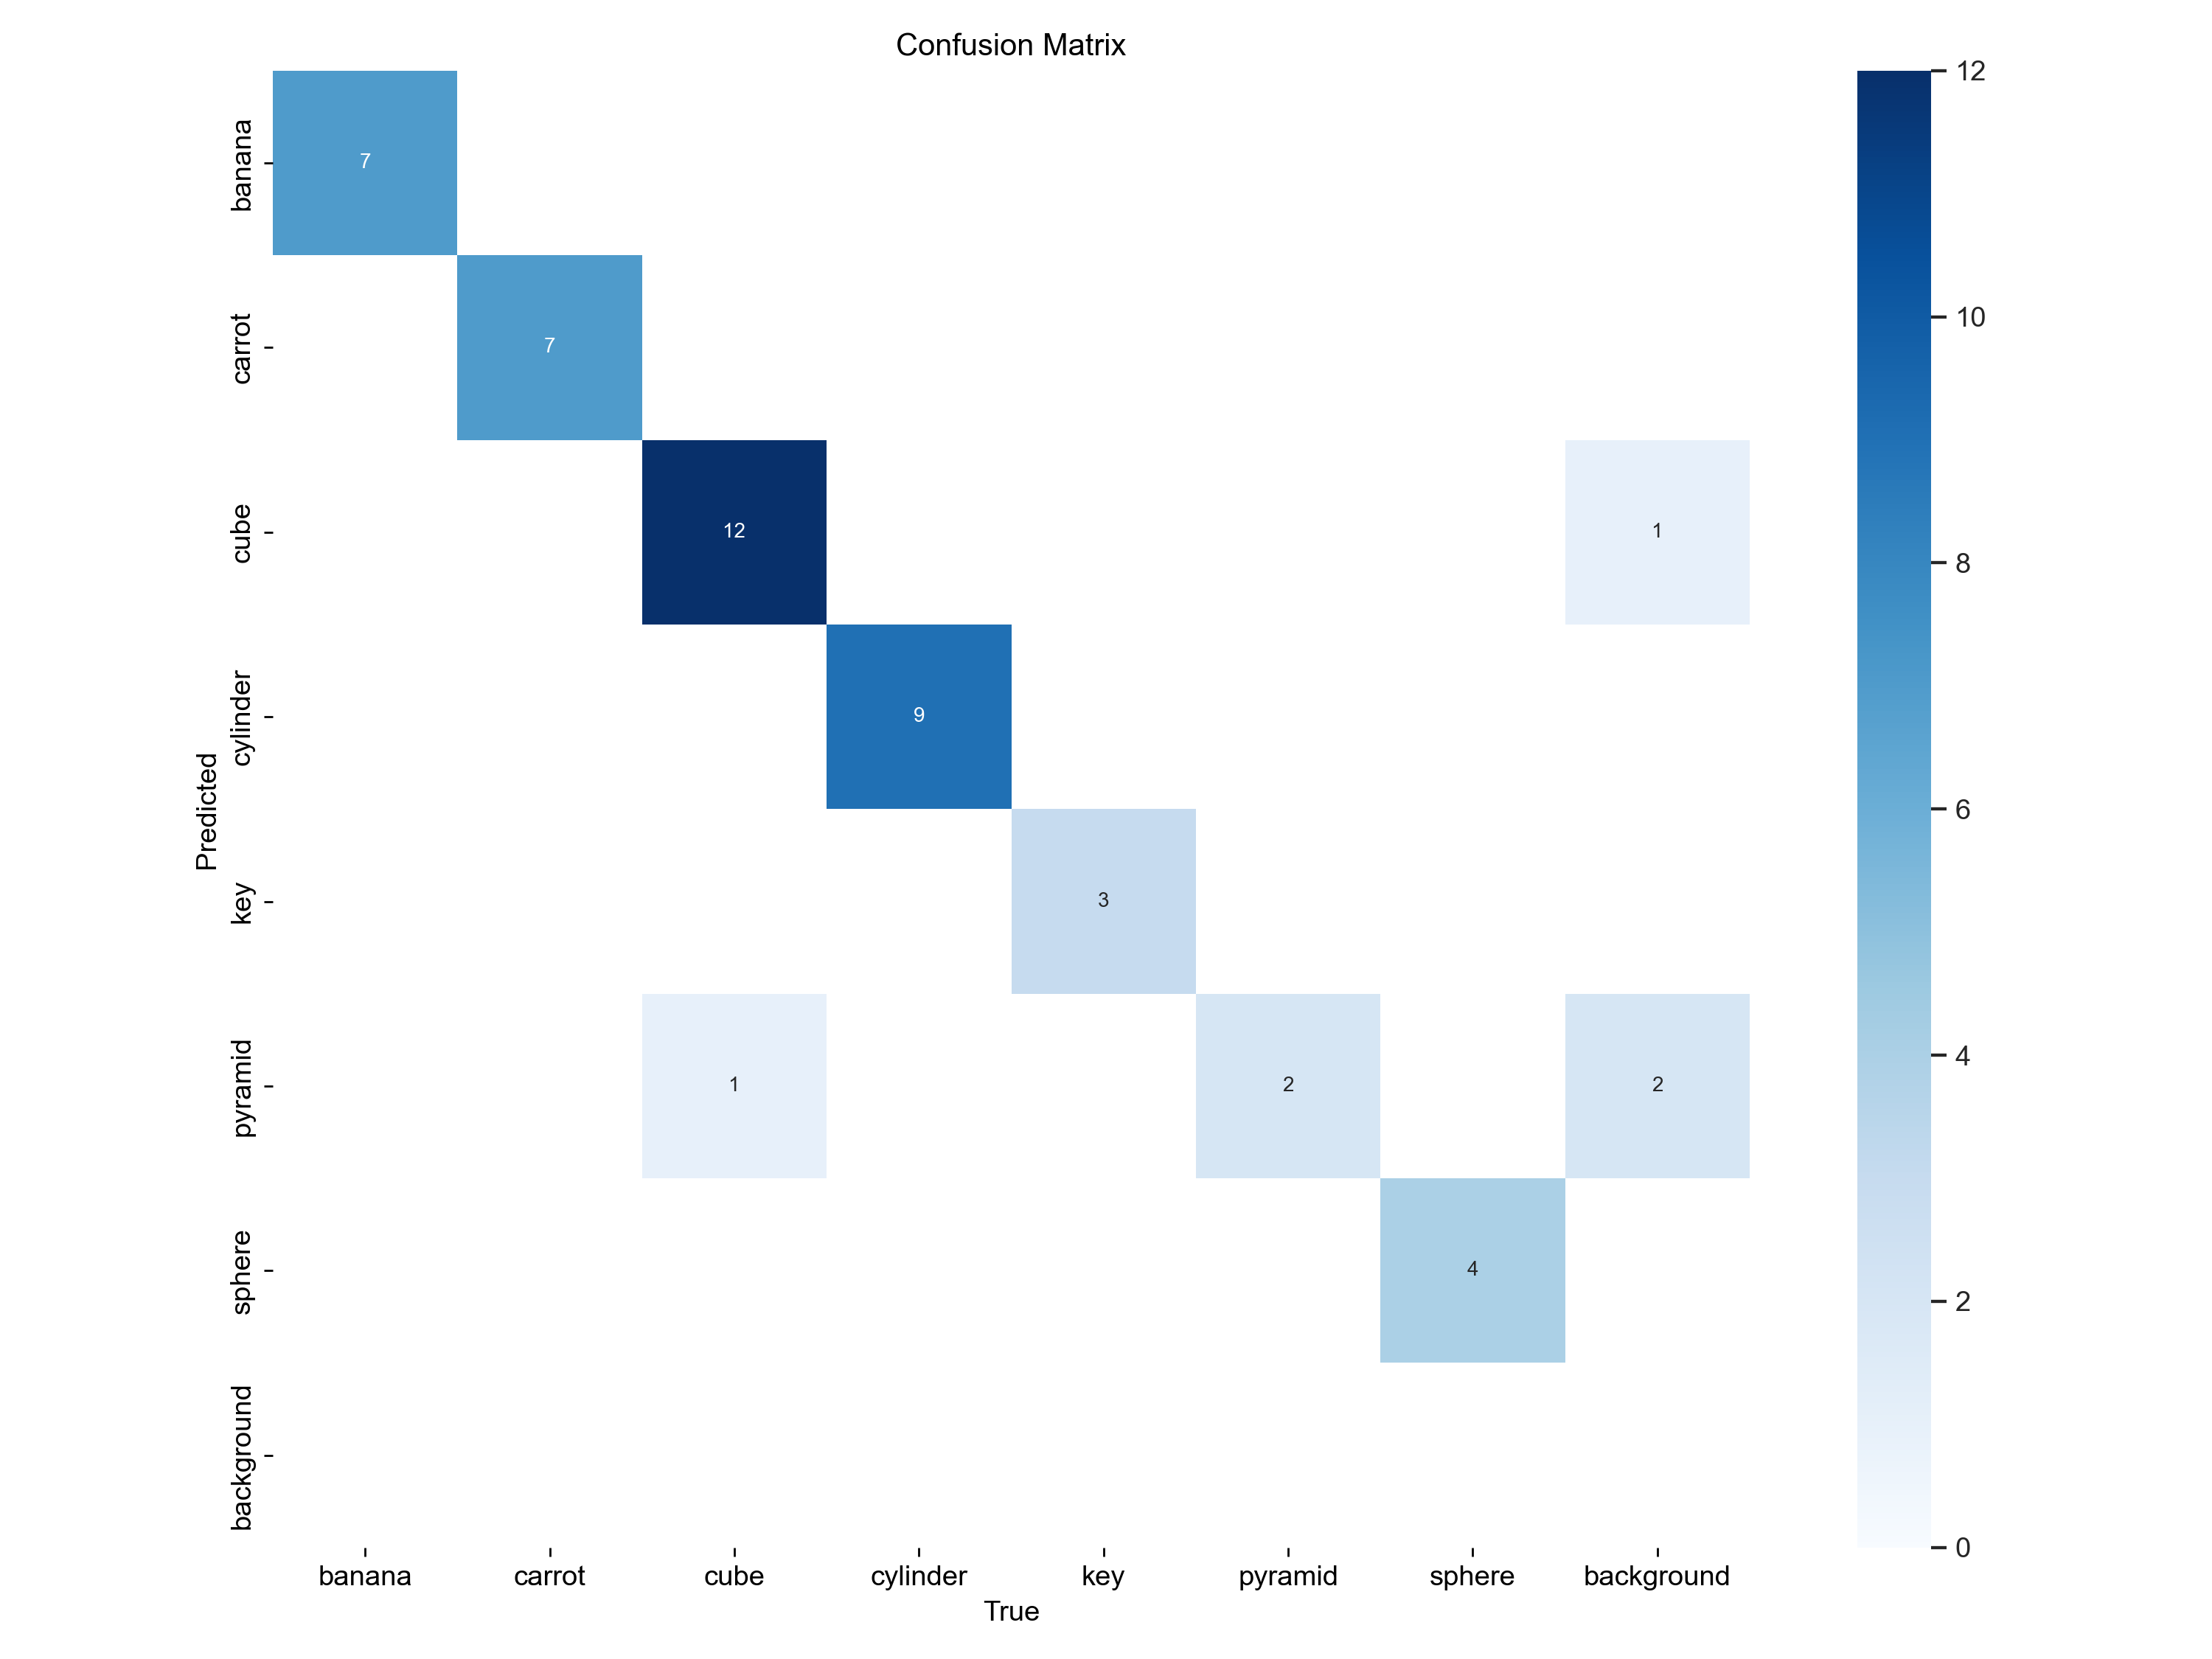 Confusion Matrix
banana
7
carrot
7
cube
12
1
cylinder
9
key
3
pyramid
1
2
2
sphere
4
background
Predicted
banana carrot cube cylinder key pyramid sphere background
True
12
10
8
6
4
2
0